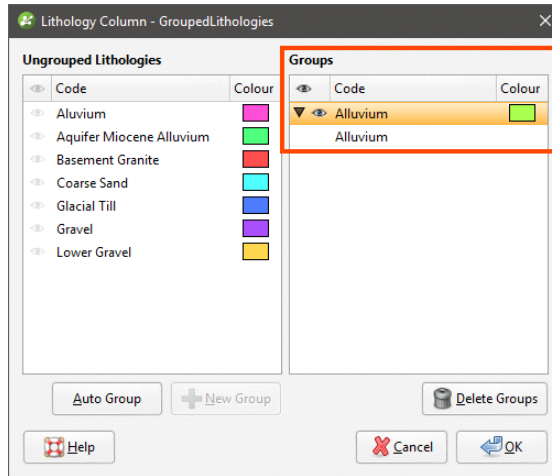 Lithology Column - GroupedLithologies
Ungrouped Lithologies
Code Colour
Aluvium
Aquifer Miocene Alluvium
Basement Granite
Coarse Sand
Glacial Till
Gravel
Lower Gravel
Groups
Code Colour
Alluvium
Alluvium
Auto Group
New Group
Delete Groups
Help
Cancel
OK